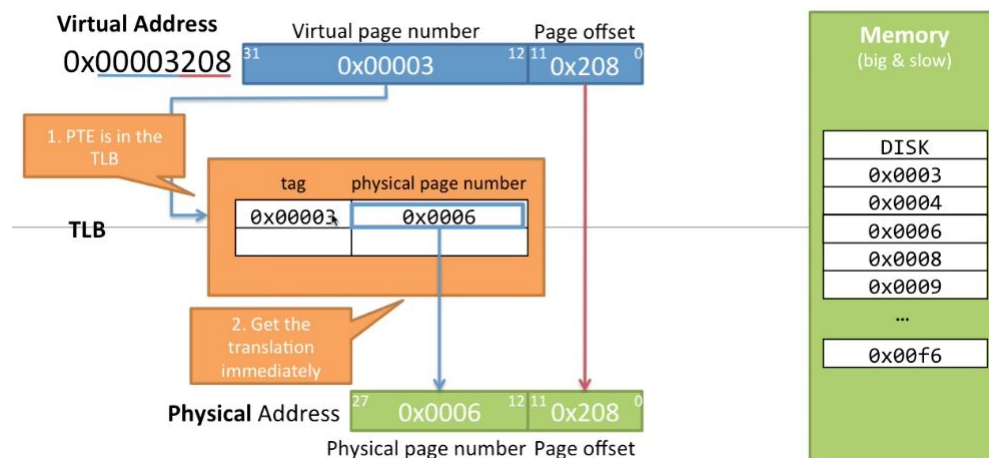 Virtual Address
0x00003208
Virtual page number
Page offset
31
0x00003
12
11
0x208
0
1. PTE is in the
TLB
tag
physical page number
0x00003
0x0006
TLB
2. Get the
translation
immediately
Physical Address
27
0x0006
12
11
0x208
0
Physical page number
Page offset
Memory
(big & slow)
DISK
0x0003
0x0004
0x0006
0x0008
0x0009
...
0x00f6